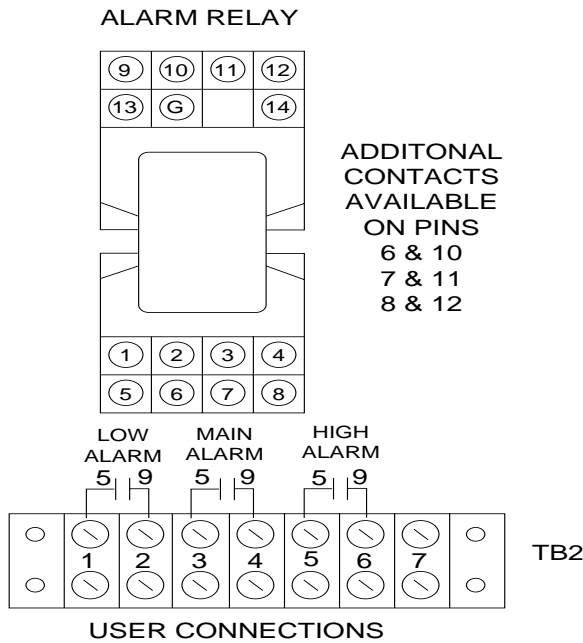 ALARM RELAY
9 10 11 12
13 G 14
ADDITONAL
CONTACTS
AVAILABLE
ON PINS
6 & 10
7 & 11
8 & 12
1 2 3 4
5 6 7 8
LOW
ALARM
5 9
MAIN
ALARM
5 9
HIGH
ALARM
5 9
1 2 3 4 5 6 7
TB2
USER CONNECTIONS